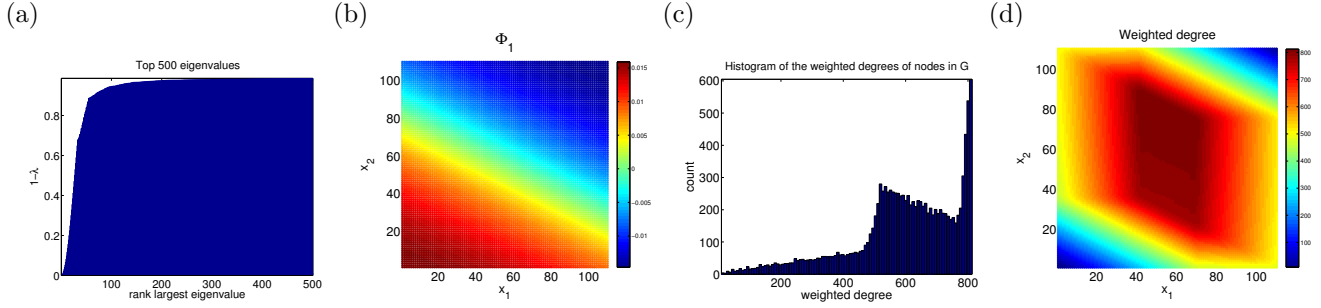 (a)
Top 500 eigenvalues
0.8
0.6
0.4
0.2
0
1−λ
100 200 300 400 500
rank largest eigenvalue
(b)
Φ1
100
80
60
40
20
x2
20 40 60 80 100
x1
0.015
0.01
0.005
0
−0.005
−0.01
(c)
Histogram of the weighted degrees of nodes in G
600
500
400
300
200
100
0
count
0 200 400 600 800
weighted degree
(d)
Weighted degree
100
80
60
40
20
x2
20 40 60 80 100
x1
800
700
600
500
400
300
200
100